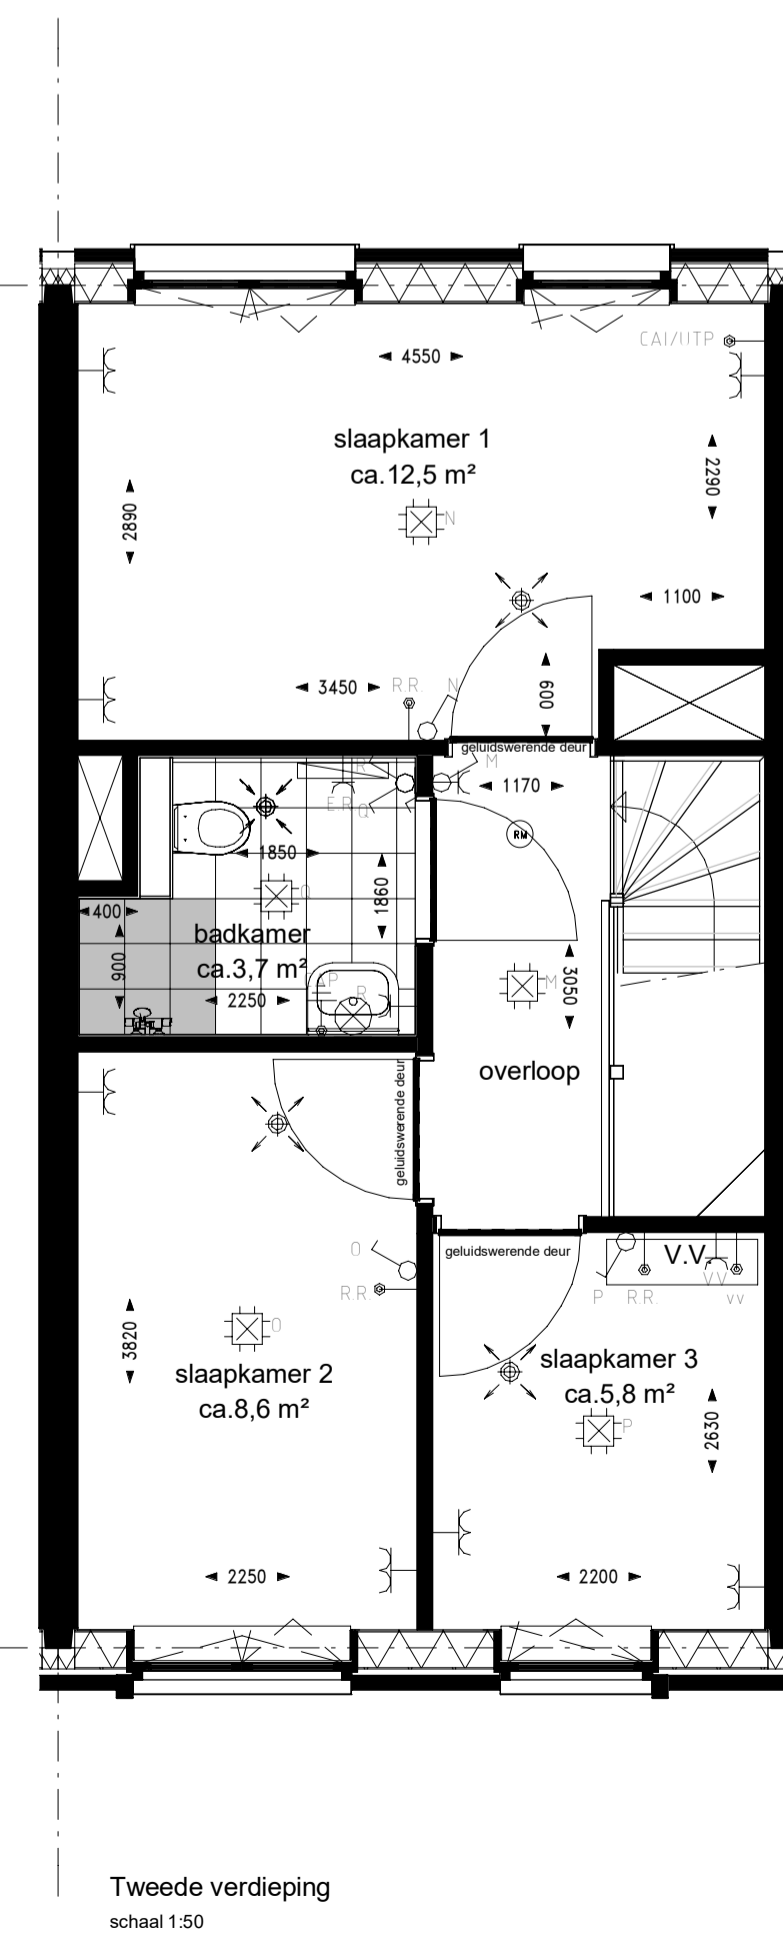 CAI/UTP
4550
slaapkamer 1
ca.12,5 m²
2290
2890
N
1100
3450
R.R.
N
600
geluidswerende deur
M
1170
R
E.R.
Q
RM
1850
Q
1860
400
badkamer
ca.3,7 m²
900
2250
R
M
3050
overloop
geluidswerende deur
geluidswerende deur
V.V.
VV
O
R.R.
P
R.R.
vv
3820
O
slaapkamer 2
ca.8,6 m²
slaapkamer 3
ca.5,8 m²
P
2630
2250
2200
Tweede verdieping
schaal 1:50